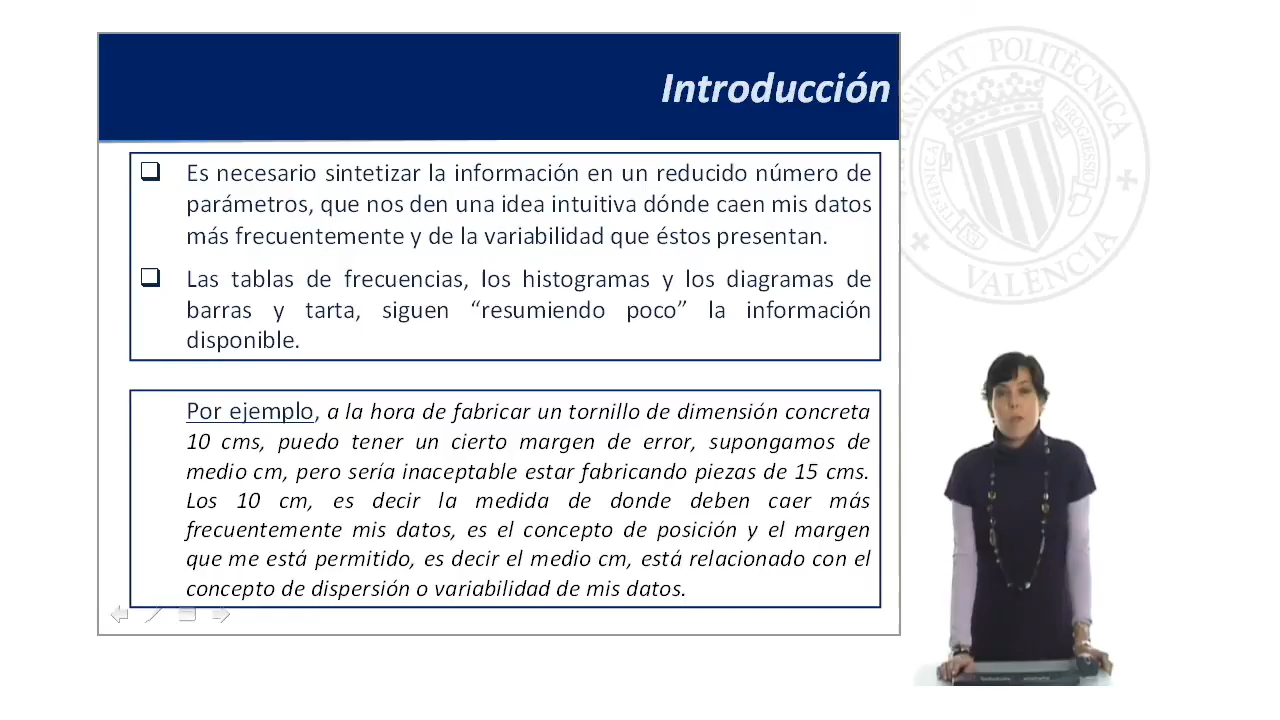 Introducción
Es necesario sintetizar la información en un reducido número de
parámetros, que nos den una idea intuitiva dónde caen mis datos
más frecuentemente y de la variabilidad que éstos presentan.
Las tablas de frecuencias, los histogramas y los diagramas de
barras y tarta, siguen “resumiendo poco” la información
disponible.
Por ejemplo, a la hora de fabricar un tornillo de dimensión concreta
10 cms, puedo tener un cierto margen de error, supongamos de
medio cm, pero sería inaceptable estar fabricando piezas de 15 cms.
Los 10 cm, es decir la medida de donde deben caer más
frecuentemente mis datos, es el concepto de posición y el margen
que me está permitido, es decir el medio cm, está relacionado con el
concepto de dispersión o variabilidad de mis datos.
POLITÈCNICA
VALÈNCIA